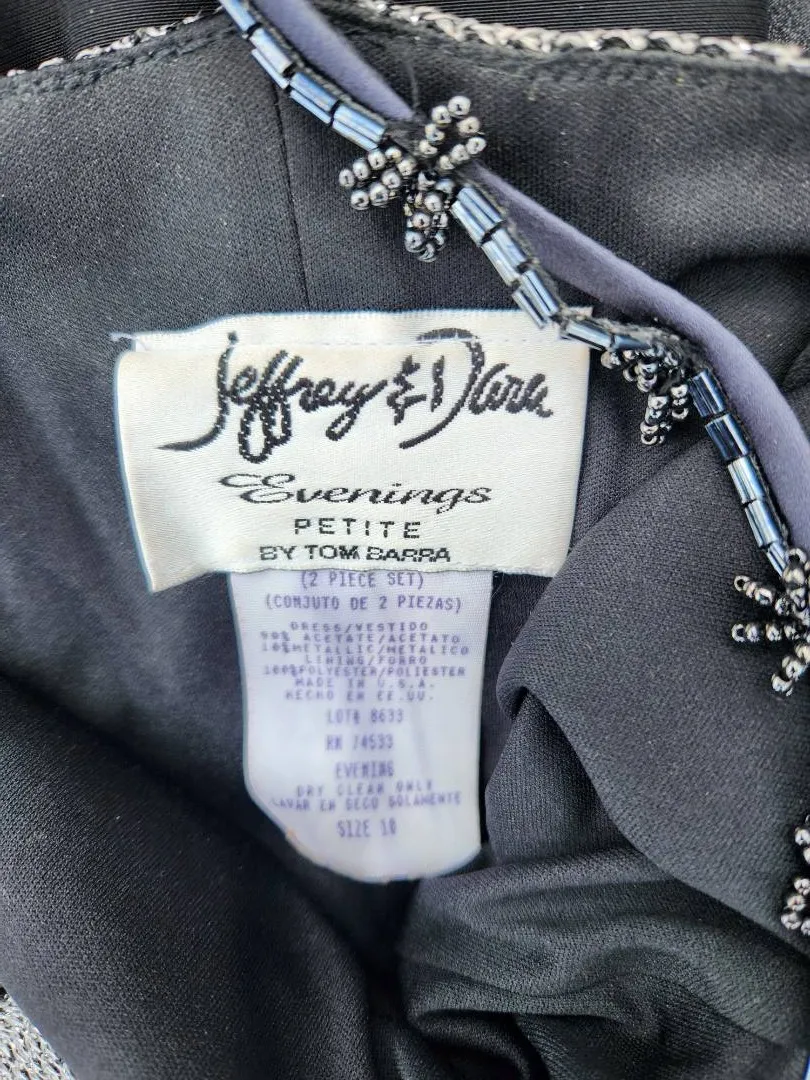 Jeffrey & Dara
Evenings
PETITE
BY TOM BARRA
(2 PIECE SET)
(CONJUTO DE 2 PIEZAS)
DRESS/VESTIDO
90% ACETATE/ACETATO
10%METALLIC/METALICO
LINING/FORRO
100%POLYESTER/POLIESTER
MADE IN U.S.A.
HECHO EN EE.UU.
LOT# 8633
RN 74533
EVENING
DRY CLEAN ONLY
LAVAR EN SECO SOLAMENTE
SIZE 10